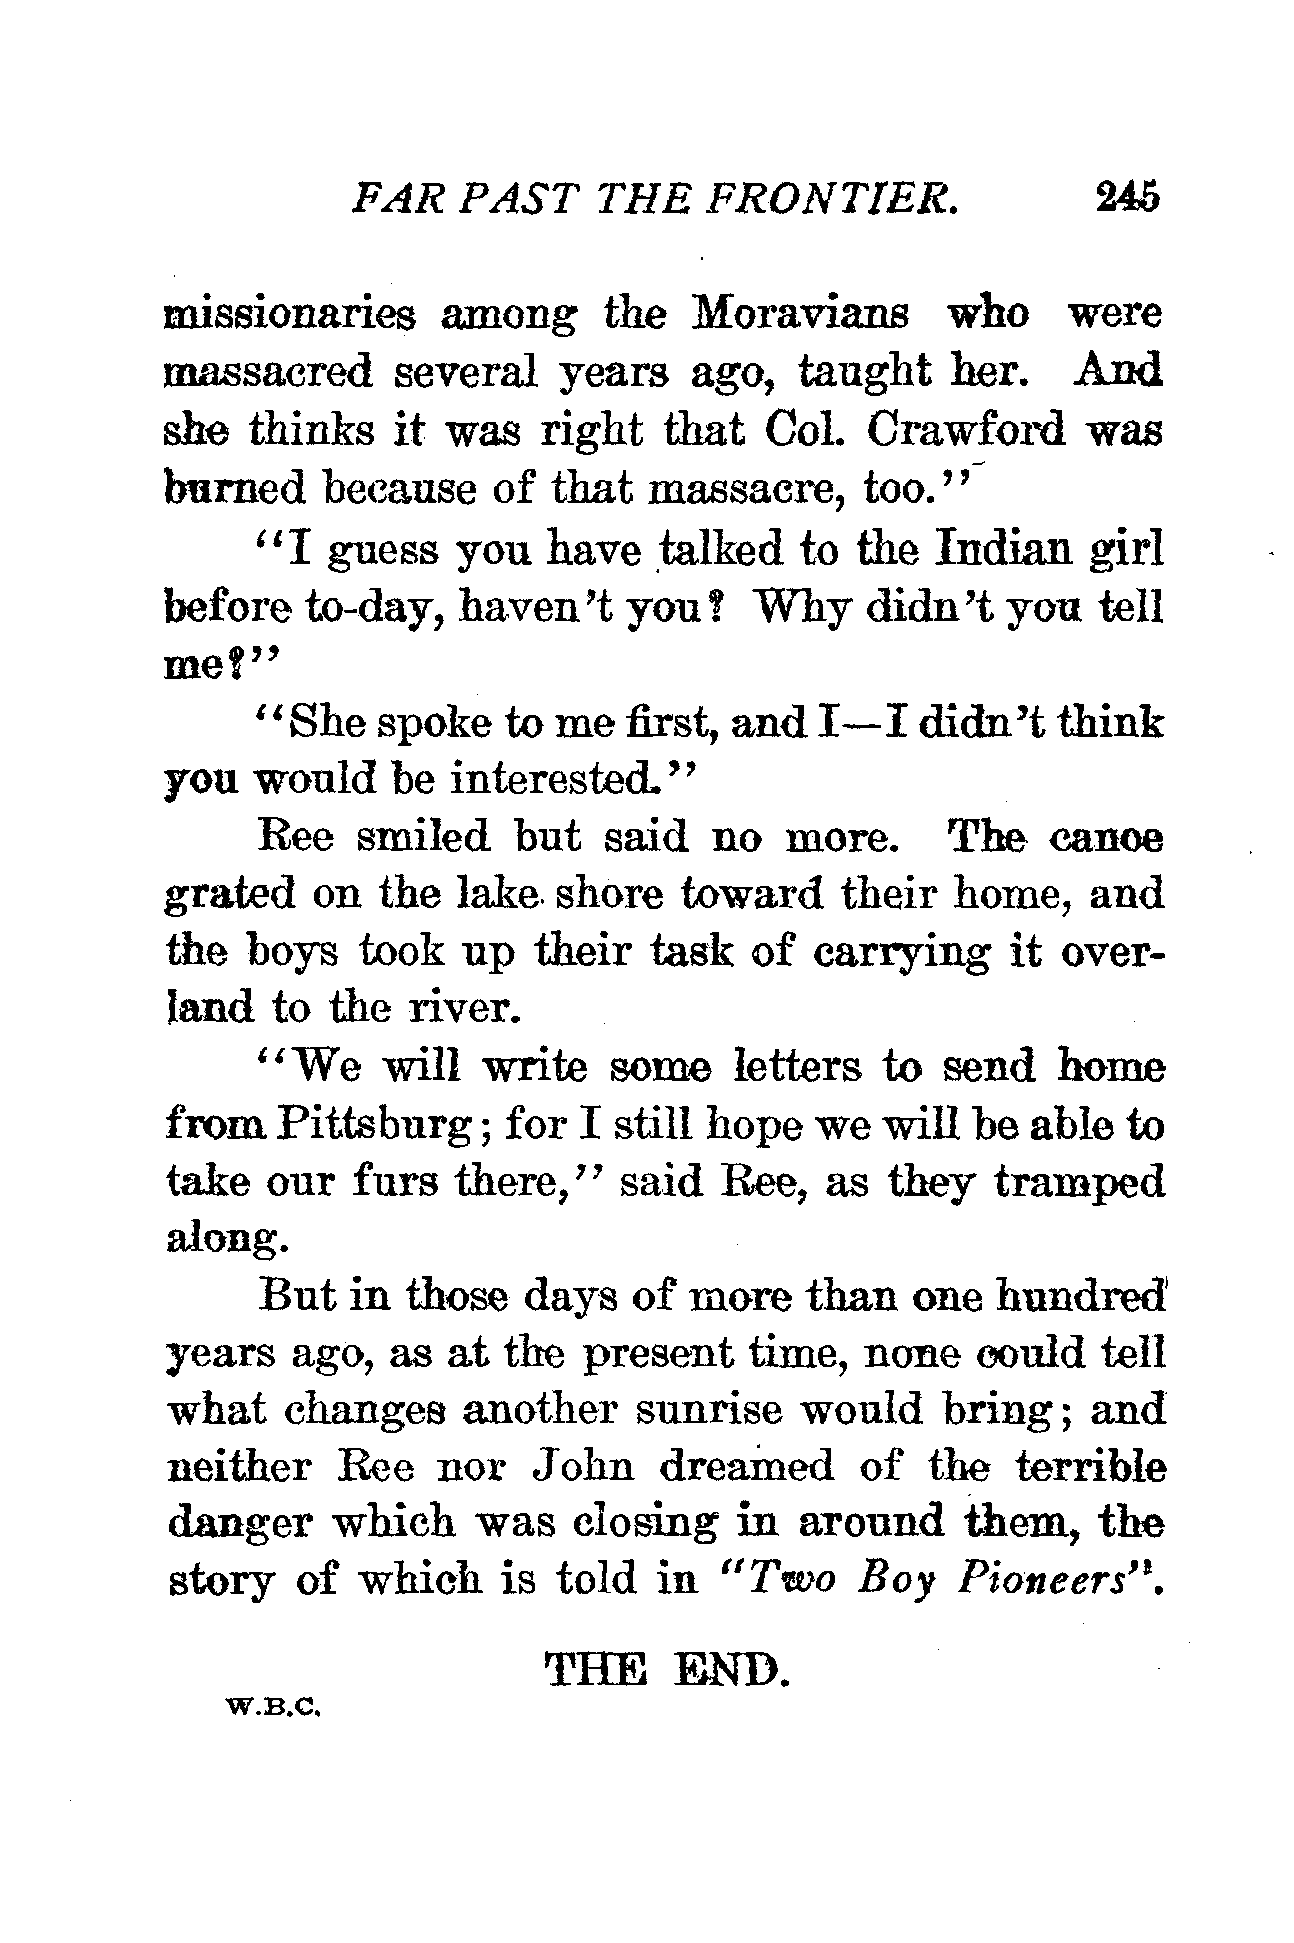 FAR PAST THE FRONTIER. 245
missionaries among the Moravians who were
massacred several years ago, taught her. And
she thinks it was right that Col. Crawford was
burned because of that massacre, too."
"I guess you have talked to the Indian girl
before to-day, haven't you? Why didn't you tell
me?"
"She spoke to me first, and I—I didn't think
you would be interested."
Ree smiled but said no more. The canoe
grated on the lake shore toward their home, and
the boys took up their task of carrying it over-
land to the river.
"We will write some letters to send home
from Pittsburg; for I still hope we will be able to
take our furs there," said Ree, as they tramped
along.
But in those days of more than one hundred
years ago, as at the present time, none could tell
what changes another sunrise would bring; and
neither Ree nor John dreamed of the terrible
danger which was closing in around them, the
story of which is told in "Two Boy Pioneers".
THE END.
W.B.C.